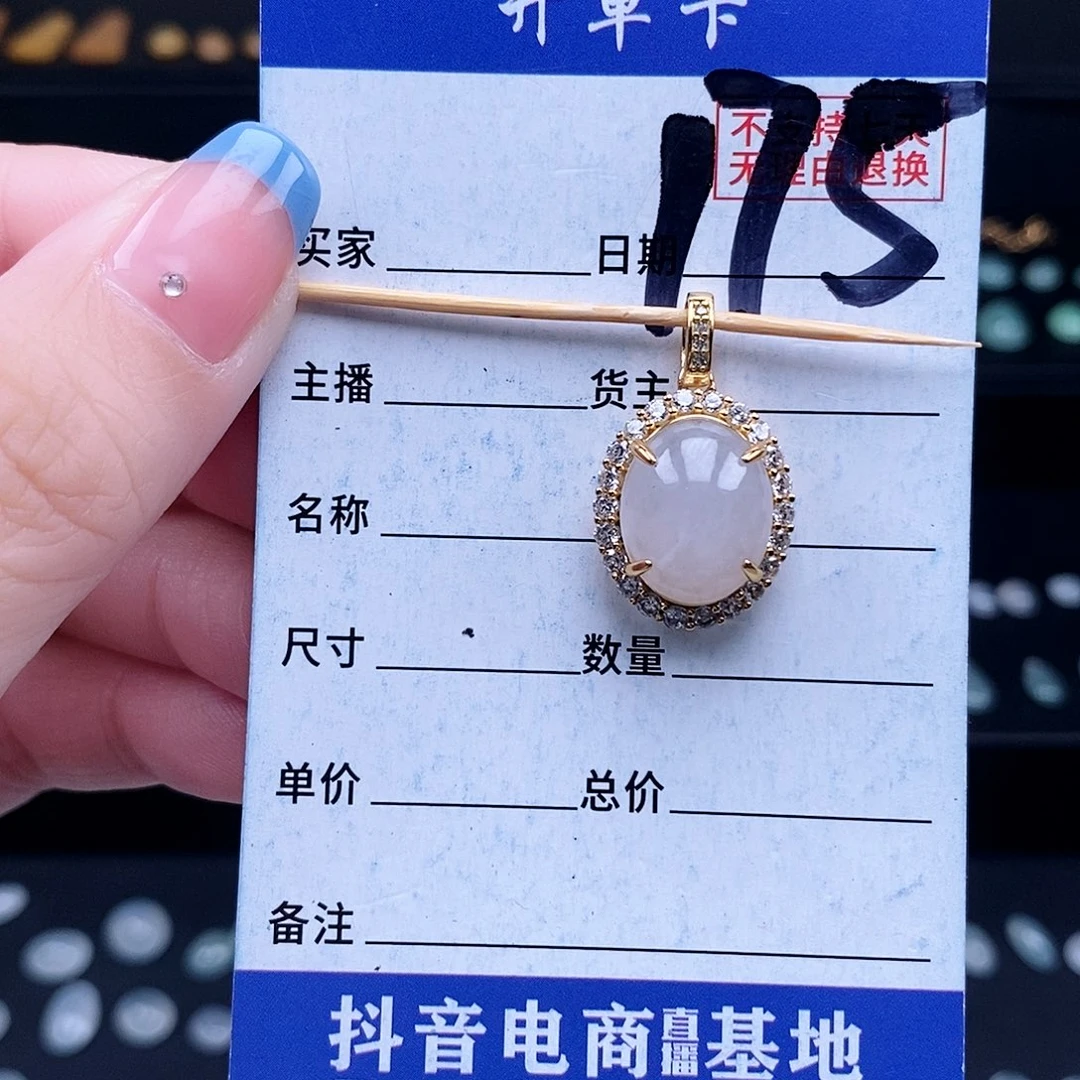 开单卡
175
不支持七天
无理由退换
买家 日期
主播 货主
名称
尺寸 数量
单价 总价
备注
抖音电商直播基地